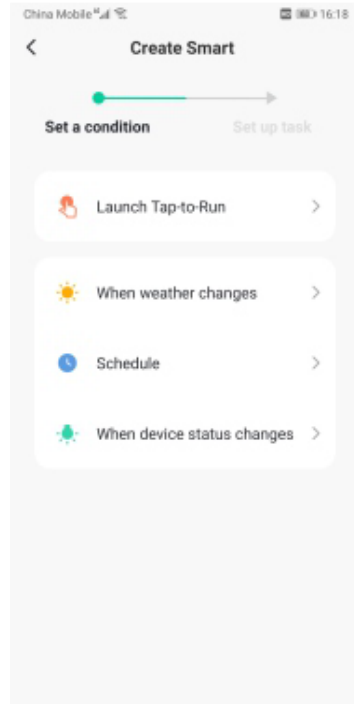 China Mobile 16:18
Create Smart
Set a condition Set up task
Launch Tap-to-Run
When weather changes
Schedule
When device status changes